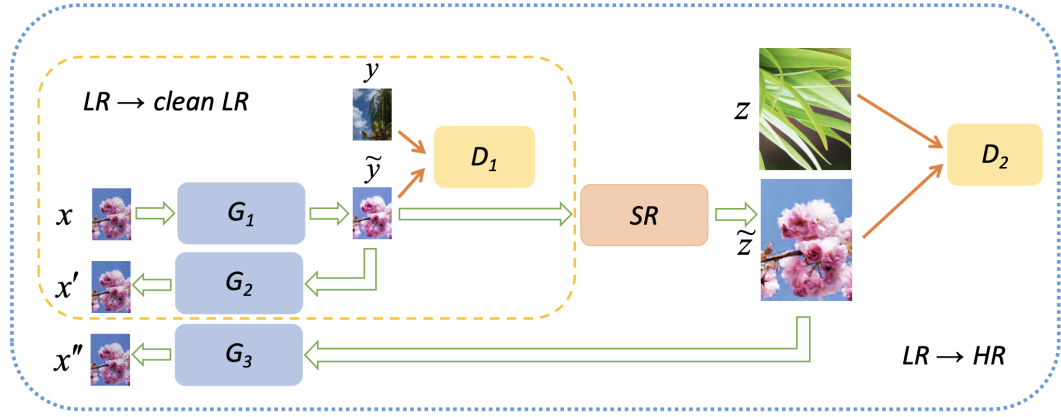 LR → clean LR
y
D₁
ỹ
x
G₁
SR
z
D₂
z̃
x′
G₂
x″
G₃
LR → HR